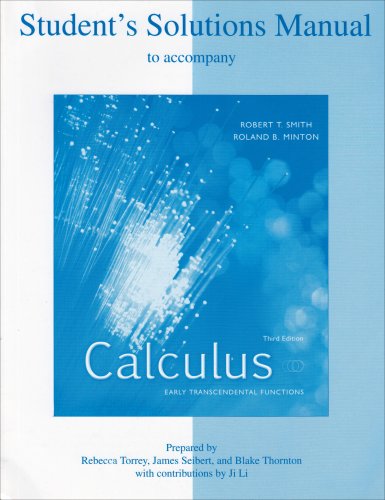 Student's Solutions Manual
to accompany
ROBERT T. SMITH
ROLAND B. MINTON
Third Edition
Calculus
EARLY TRANSCENDENTAL FUNCTIONS
Prepared by
Rebecca Torrey, James Seibert, and Blake Thornton
with contributions by Ji Li